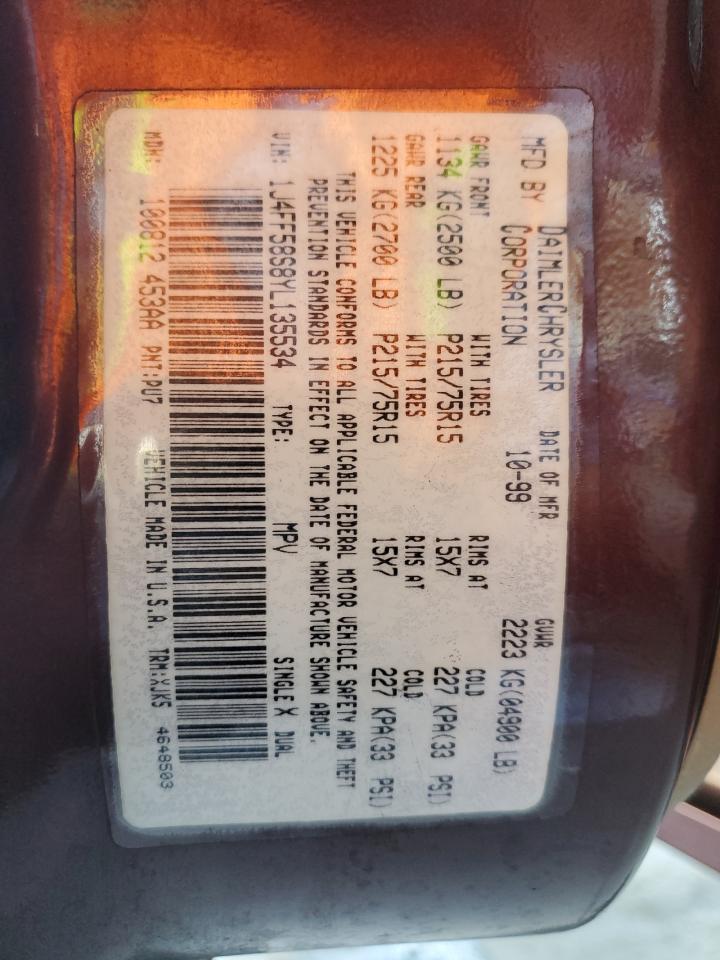 MFD BY DAIMLERCHRYSLER CORPORATION DATE OF MFR 10-99 GVWR: 2223 KG(04900 LB)
GAWR FRONT WITH TIRES RIMS AT COLD
1134 KG(2500 LB) P215/75R15 15X7 227 KPA(33 PSI)
GAWR REAR WITH TIRES RIMS AT COLD
1225 KG(2700 LB) P215/75R15 15X7 227 KPA(33 PSI)
THIS VEHICLE CONFORMS TO ALL APPLICABLE FEDERAL MOTOR VEHICLE SAFETY AND THEFT
PREVENTION STANDARDS IN EFFECT ON THE DATE OF MANUFACTURE SHOWN ABOVE.
VIN: 1J4FF58S8YL135534 TYPE: MPV SINGLE X DUAL
MDH: 100612 453AA PNT:PU7 VEHICLE MADE IN U.S.A. TRM:XJK5 4648503